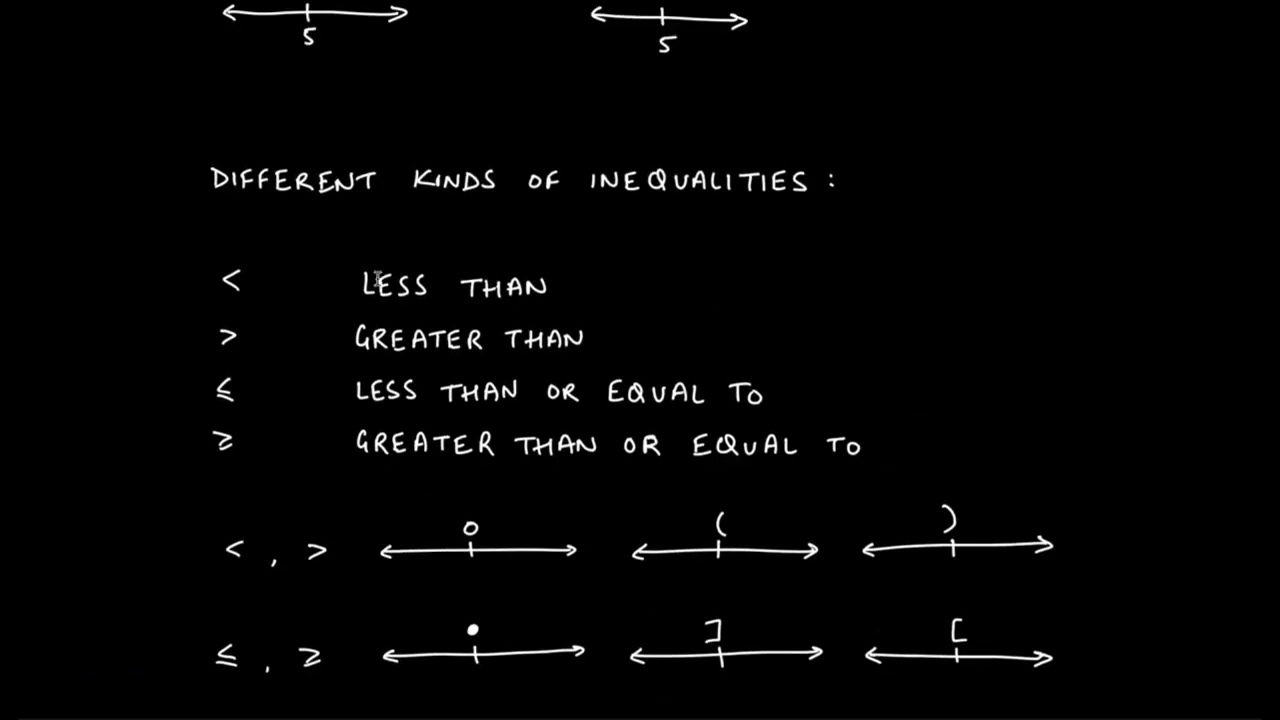 5 5
DIFFERENT KINDS OF INEQUALITIES :
< LESS THAN
> GREATER THAN
≤ LESS THAN OR EQUAL TO
≥ GREATER THAN OR EQUAL TO
< , > o ( )
≤ , ≥ • ] [